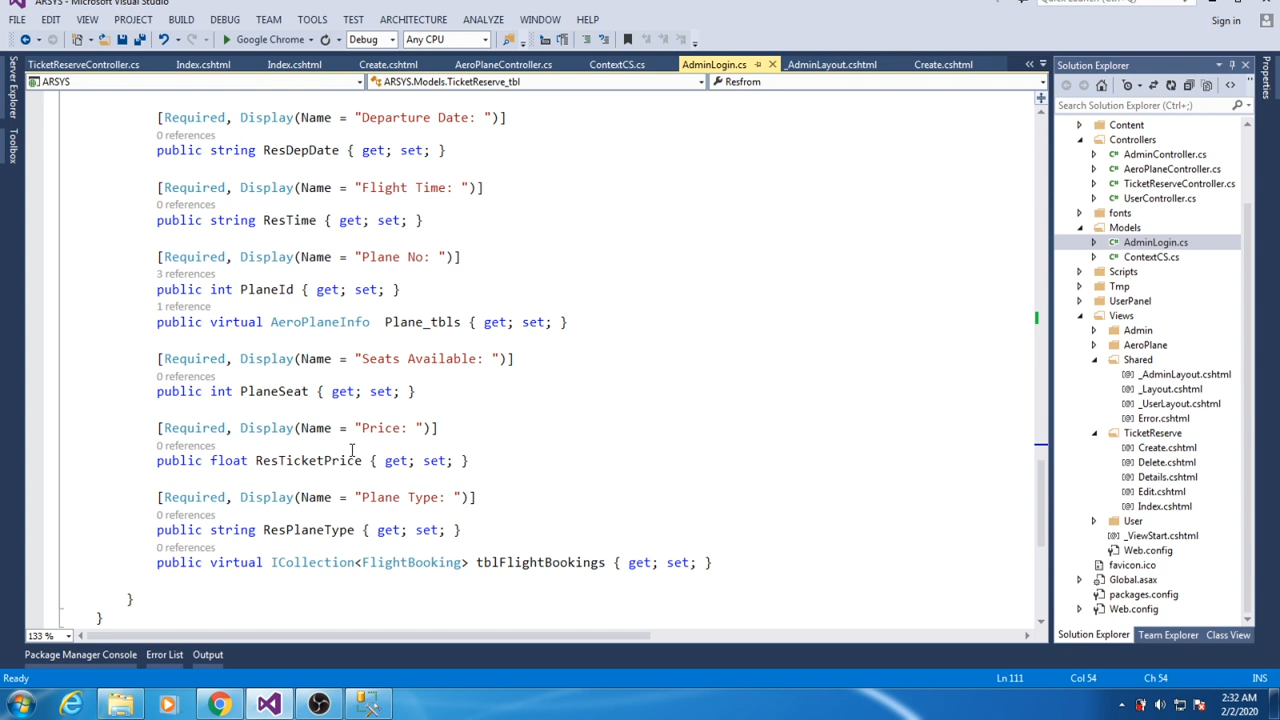 ARSYS - Microsoft Visual Studio
Quick Launch (Ctrl+Q)
FILE EDIT VIEW PROJECT BUILD DEBUG TEAM TOOLS TEST ARCHITECTURE ANALYZE WINDOW HELP
Sign in
Google Chrome Debug Any CPU
TicketReserveController.cs Index.cshtml Index.cshtml Create.cshtml AeroPlaneController.cs ContextCS.cs AdminLogin.cs _AdminLayout.cshtml Create.cshtml
ARSYS ARSYS.Models.TicketReserve_tbl Resfrom
Server Explorer
Toolbox
[Required, Display(Name = "Departure Date: ")]
0 references
public string ResDepDate { get; set; }
[Required, Display(Name = "Flight Time: ")]
0 references
public string ResTime { get; set; }
[Required, Display(Name = "Plane No: ")]
3 references
public int PlaneId { get; set; }
1 reference
public virtual AeroPlaneInfo  Plane_tbls { get; set; }
[Required, Display(Name = "Seats Available: ")]
0 references
public int PlaneSeat { get; set; }
[Required, Display(Name = "Price: ")]
0 references
public float ResTicketPrice { get; set; }
[Required, Display(Name = "Plane Type: ")]
0 references
public string ResPlaneType { get; set; }
0 references
public virtual ICollection<FlightBooking> tblFlightBookings { get; set; }
}
}
133 %
Solution Explorer
Search Solution Explorer (Ctrl+;)
Content
Controllers
AdminController.cs
AeroPlaneController.cs
TicketReserveController.cs
UserController.cs
fonts
Models
AdminLogin.cs
ContextCS.cs
Scripts
Tmp
UserPanel
Views
Admin
AeroPlane
Shared
_AdminLayout.cshtml
_Layout.cshtml
_UserLayout.cshtml
Error.cshtml
TicketReserve
Create.cshtml
Delete.cshtml
Details.cshtml
Edit.cshtml
Index.cshtml
User
_ViewStart.cshtml
Web.config
favicon.ico
Global.asax
packages.config
Web.config
Solution Explorer Team Explorer Class View
Properties
Package Manager Console Error List Output
Ready Ln 111 Col 54 Ch 54 INS
2:32 AM
2/2/2020